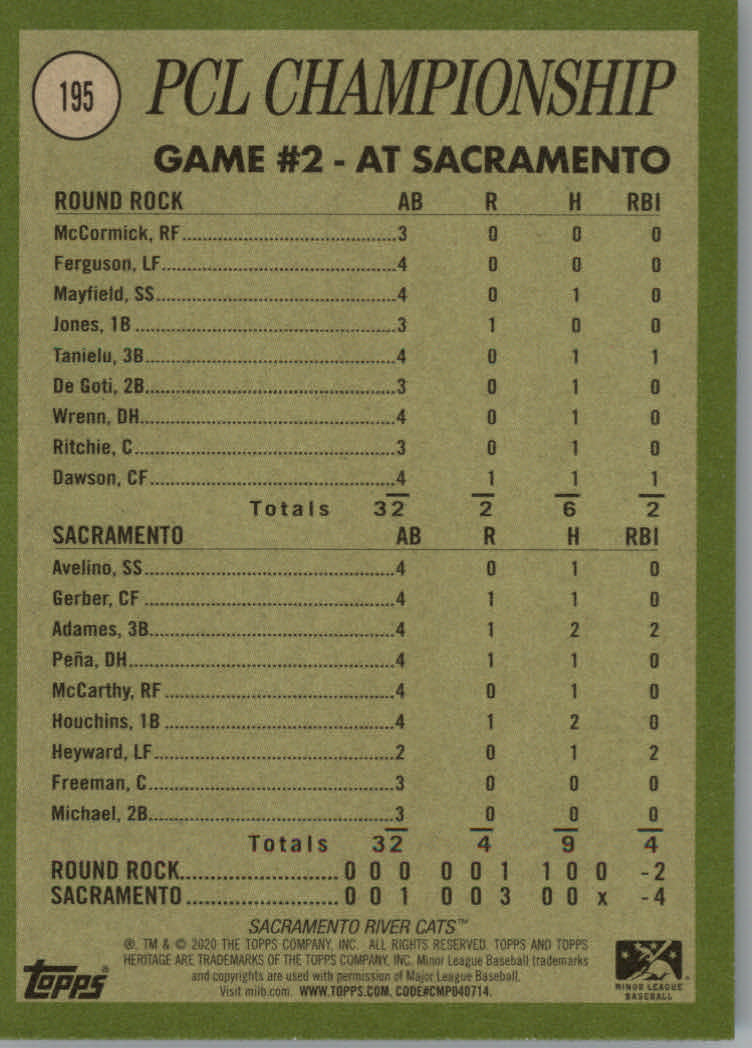 195
PCL CHAMPIONSHIP
GAME #2 - AT SACRAMENTO
ROUND ROCK AB R H RBI
McCormick, RF 3 0 0 0
Ferguson, LF 4 0 0 0
Mayfield, SS 4 0 1 0
Jones, 1B 3 1 0 0
Tanielu, 3B 4 0 1 1
De Goti, 2B 3 0 1 0
Wrenn, DH 4 0 1 0
Ritchie, C 3 0 1 0
Dawson, CF 4 1 1 1
Totals 32 2 6 2
SACRAMENTO AB R H RBI
Avelino, SS 4 0 1 0
Gerber, CF 4 1 1 0
Adames, 3B 4 1 2 2
Peña, DH 4 1 1 0
McCarthy, RF 4 0 1 0
Houchins, 1B 4 1 2 0
Heyward, LF 2 0 1 2
Freeman, C 3 0 0 0
Michael, 2B 3 0 0 0
Totals 32 4 9 4
ROUND ROCK 0 0 0 0 0 1 1 0 0 -2
SACRAMENTO 0 0 1 0 0 3 0 0 x -4
SACRAMENTO RIVER CATS™
®, TM & © 2020 THE TOPPS COMPANY, INC. ALL RIGHTS RESERVED. TOPPS AND TOPPS
HERITAGE ARE TRADEMARKS OF THE TOPPS COMPANY, INC. Minor League Baseball trademarks
and copyrights are used with permission of Major League Baseball.
Visit milb.com. WWW.TOPPS.COM, CODE#CMP040714.
topps®
MINOR LEAGUE
BASEBALL